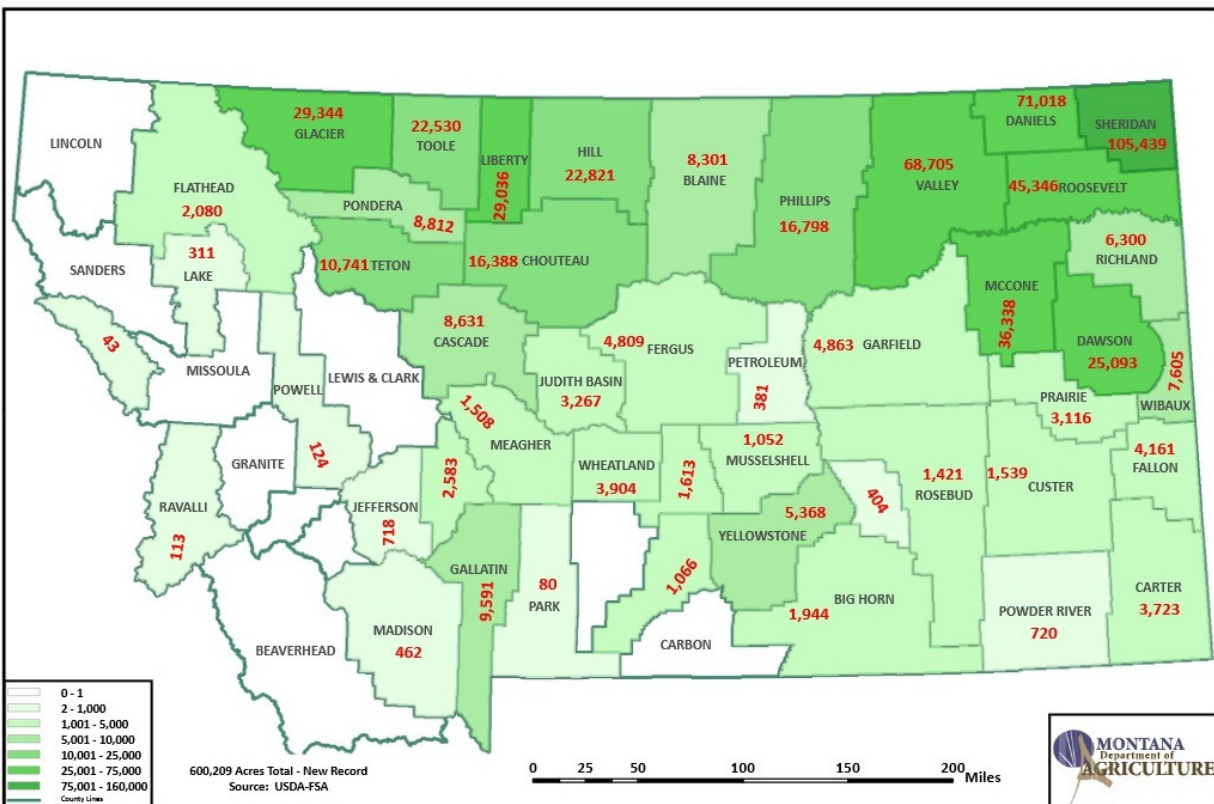 LINCOLN
FLATHEAD
2,080
29,344
GLACIER
22,530
TOOLE
LIBERTY
29,036
HILL
22,821
8,301
BLAINE
PHILLIPS
16,798
68,705
VALLEY
71,018
DANIELS
SHERIDAN
105,439
45,346 ROOSEVELT
PONDERA
8,812
SANDERS
311
LAKE
10,741 TETON
16,388 CHOUTEAU
6,300
RICHLAND
MCCONE
36,338
DAWSON
25,093
7,605
WIBAUX
43
MISSOULA
POWELL
124
LEWIS & CLARK
8,631
CASCADE
JUDITH BASIN
3,267
4,809 FERGUS
PETROLEUM
381
4,863 GARFIELD
PRAIRIE
3,116
1,508
MEAGHER
GRANITE
RAVALLI
113
JEFFERSON
718
2,583
WHEATLAND
3,904
1,613
1,052
MUSSELSHELL
404
1,421
ROSEBUD
1,539
CUSTER
4,161
FALLON
GALLATIN
9,591
80
PARK
1,066
5,368
YELLOWSTONE
1,944
BIG HORN
POWDER RIVER
720
CARTER
3,723
BEAVERHEAD
MADISON
462
CARBON
0 - 1
2 - 1,000
1,001 - 5,000
5,001 - 10,000
10,001 - 25,000
25,001 - 75,000
75,001 - 160,000
County Lines
600,209 Acres Total - New Record
Source: USDA-FSA
0 25 50 100 150 200 Miles
MONTANA
Department of
AGRICULTURE